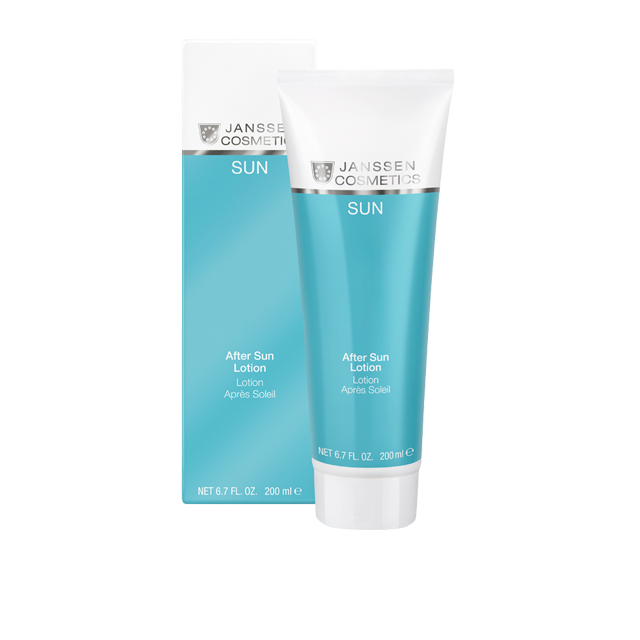 JANSSEN
COSMETIC
SUN
After Sun
Lotion
Lotion
Après Soleil
NET 6.7 FL. OZ. 200 ml ℮
JANSSEN
COSMETICS
SUN
After Sun
Lotion
Lotion
Après Soleil
NET 6.7 FL. OZ. 200 ml ℮